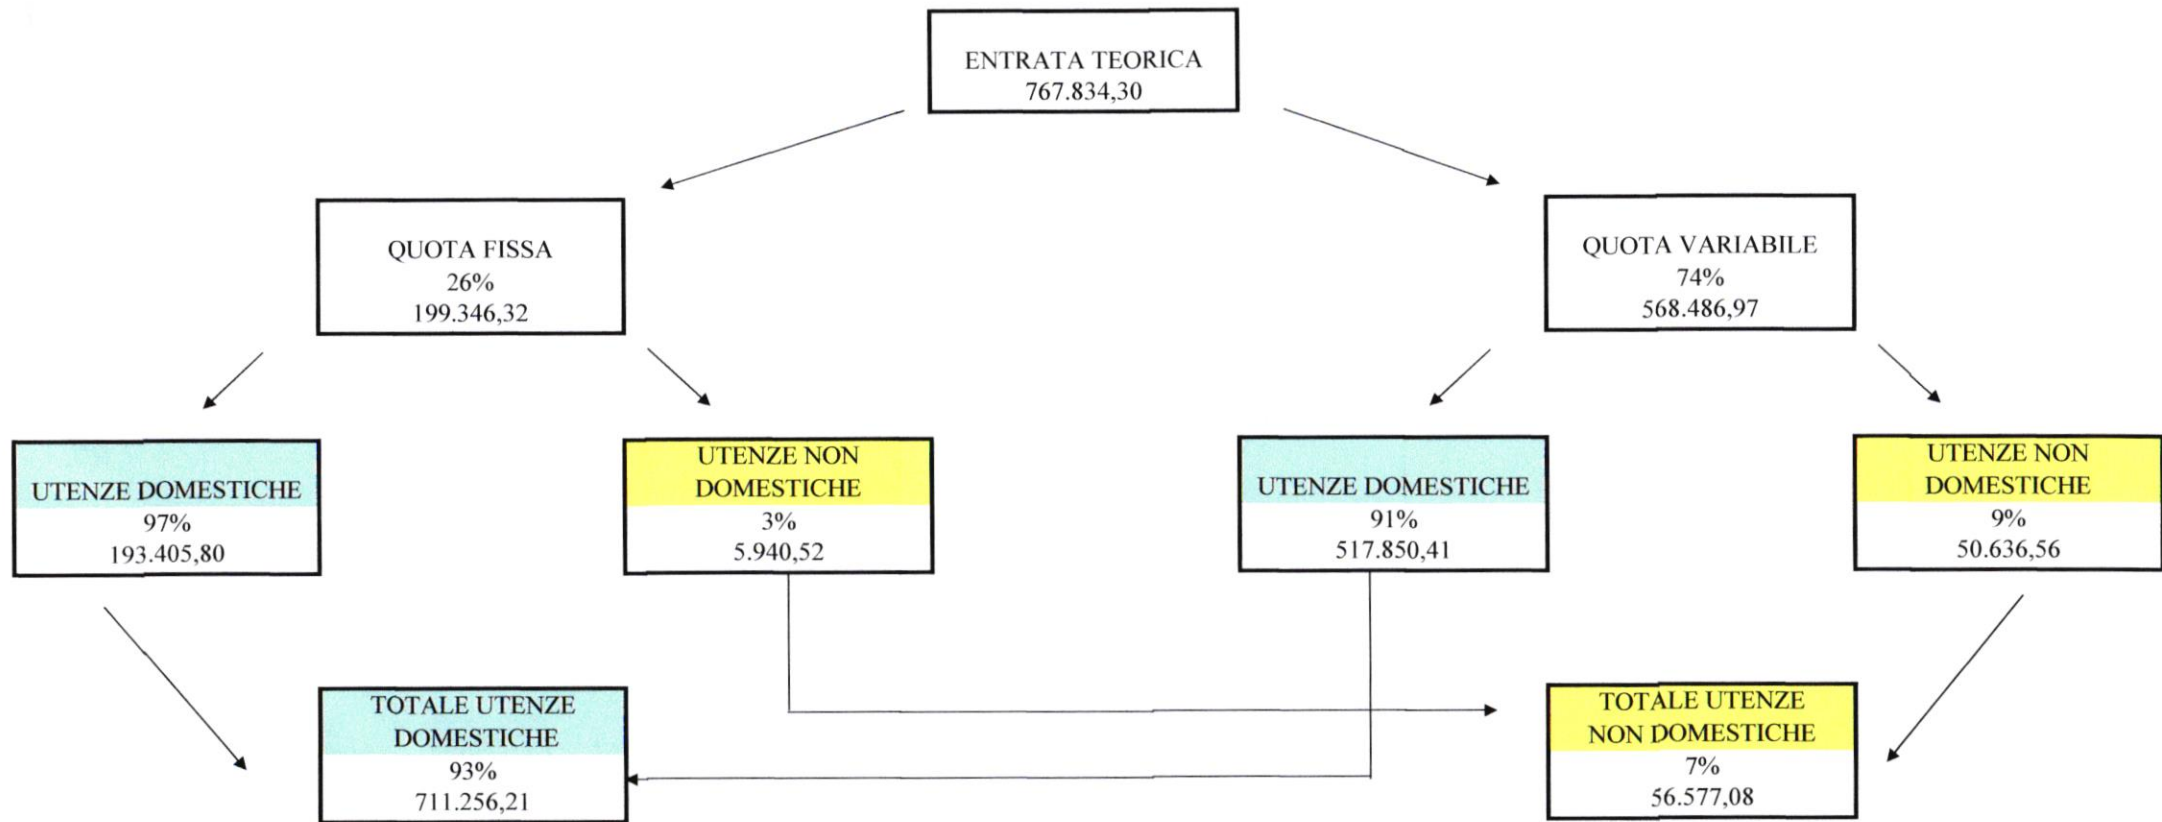 ENTRATA TEORICA
767.834,30
QUOTA FISSA
26%
199.346,32
QUOTA VARIABILE
74%
568.486,97
UTENZE DOMESTICHE
97%
193.405,80
UTENZE NON
DOMESTICHE
3%
5.940,52
UTENZE DOMESTICHE
91%
517.850,41
UTENZE NON
DOMESTICHE
9%
50.636,56
TOTALE UTENZE
DOMESTICHE
93%
711.256,21
TOTALE UTENZE
NON DOMESTICHE
7%
56.577,08